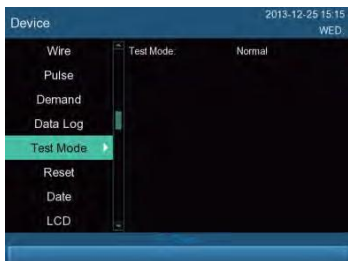 Device
2013-12-25 15:15
WED
Wire
Test Mode: Normal
Pulse
Demand
Data Log
Test Mode
Reset
Date
LCD